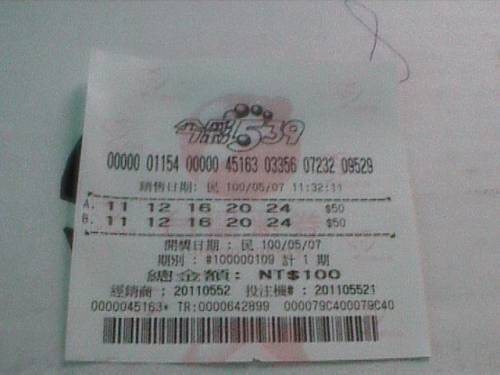 今彩539
00000 01154 00000 45163 03356 07232 09529
銷售日期: 民 100/05/07 11:32:11
A. 11 12 16 20 24 $50
B. 11 12 16 20 24 $50
開獎日期 : 民 100/05/07
期別 : #100000109 計 1 期
總金額: NT$100
經銷商 : 20110552 投注機# : 201105521
0000045163* TR:0000642899 000079C400079C40